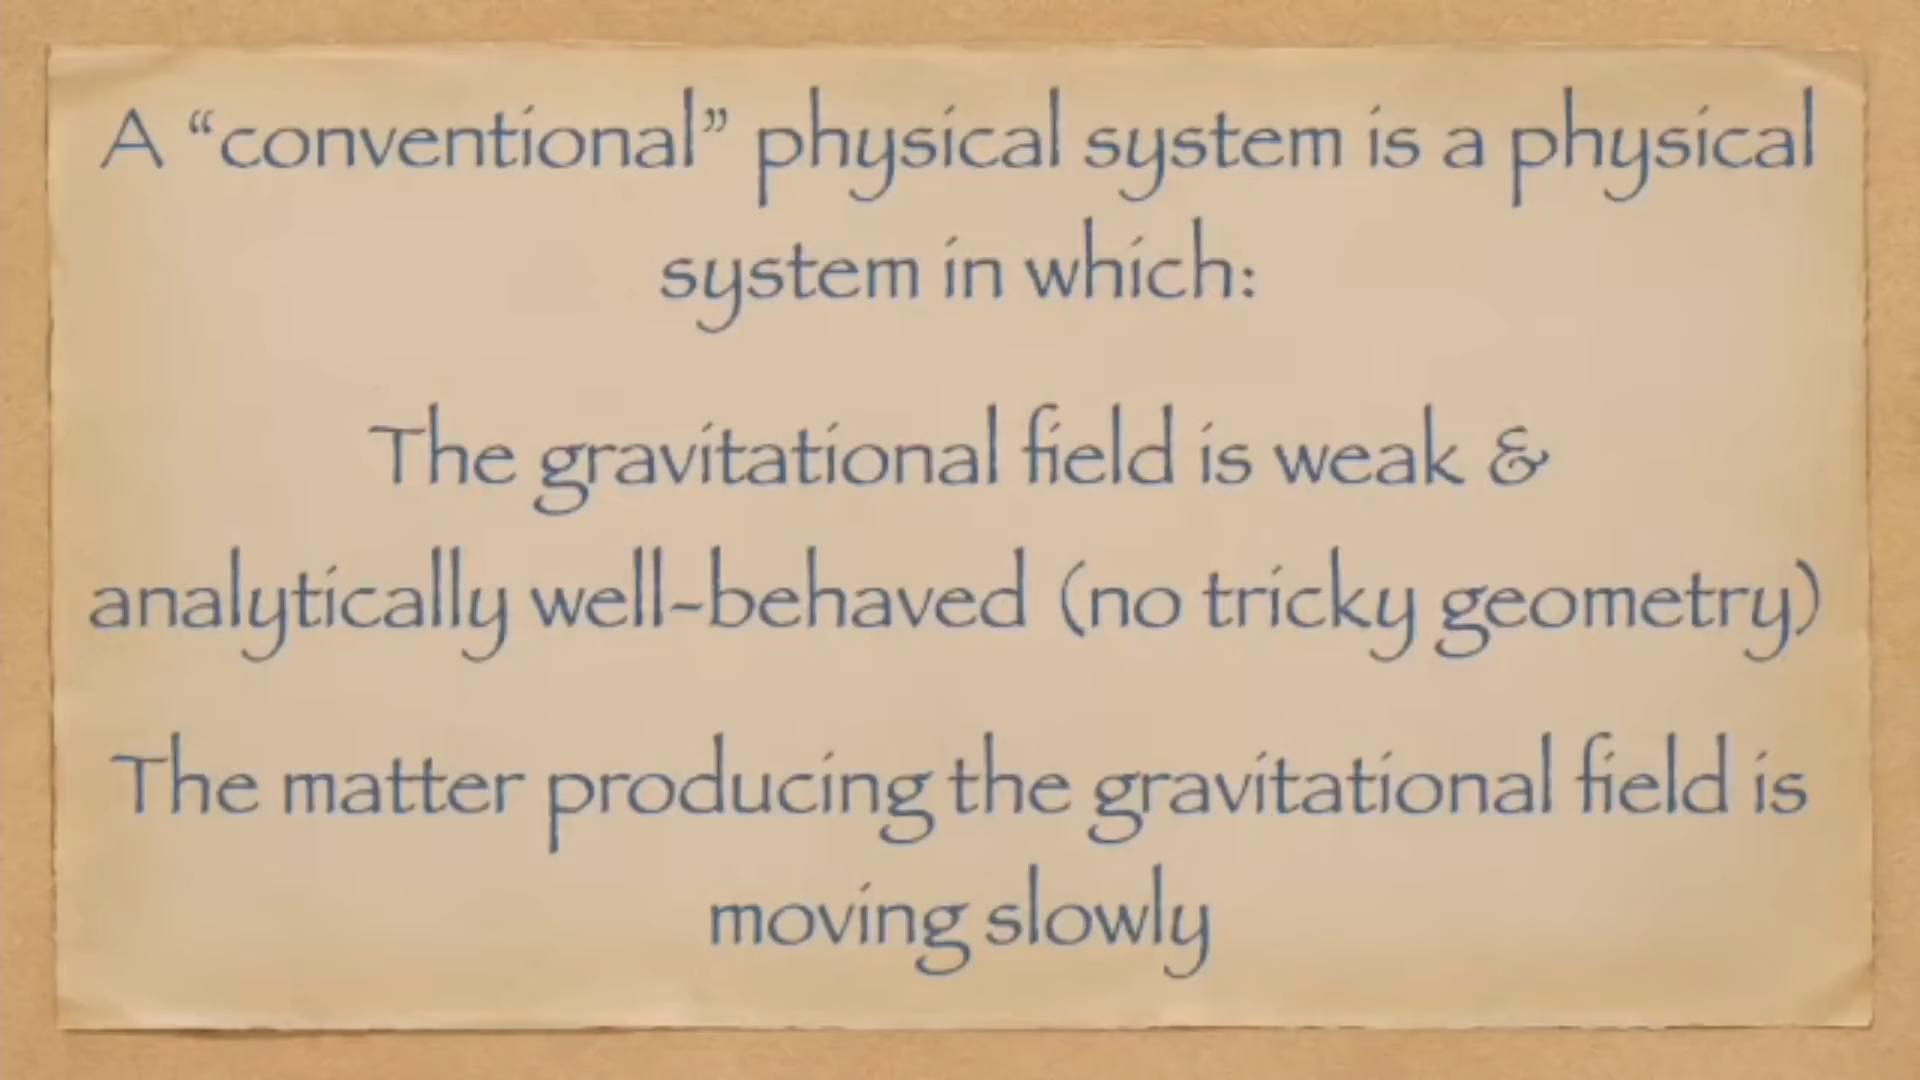 A “conventional” physical system is a physical
system in which:
The gravitational field is weak &
analytically well-behaved (no tricky geometry)
The matter producing the gravitational field is
moving slowly